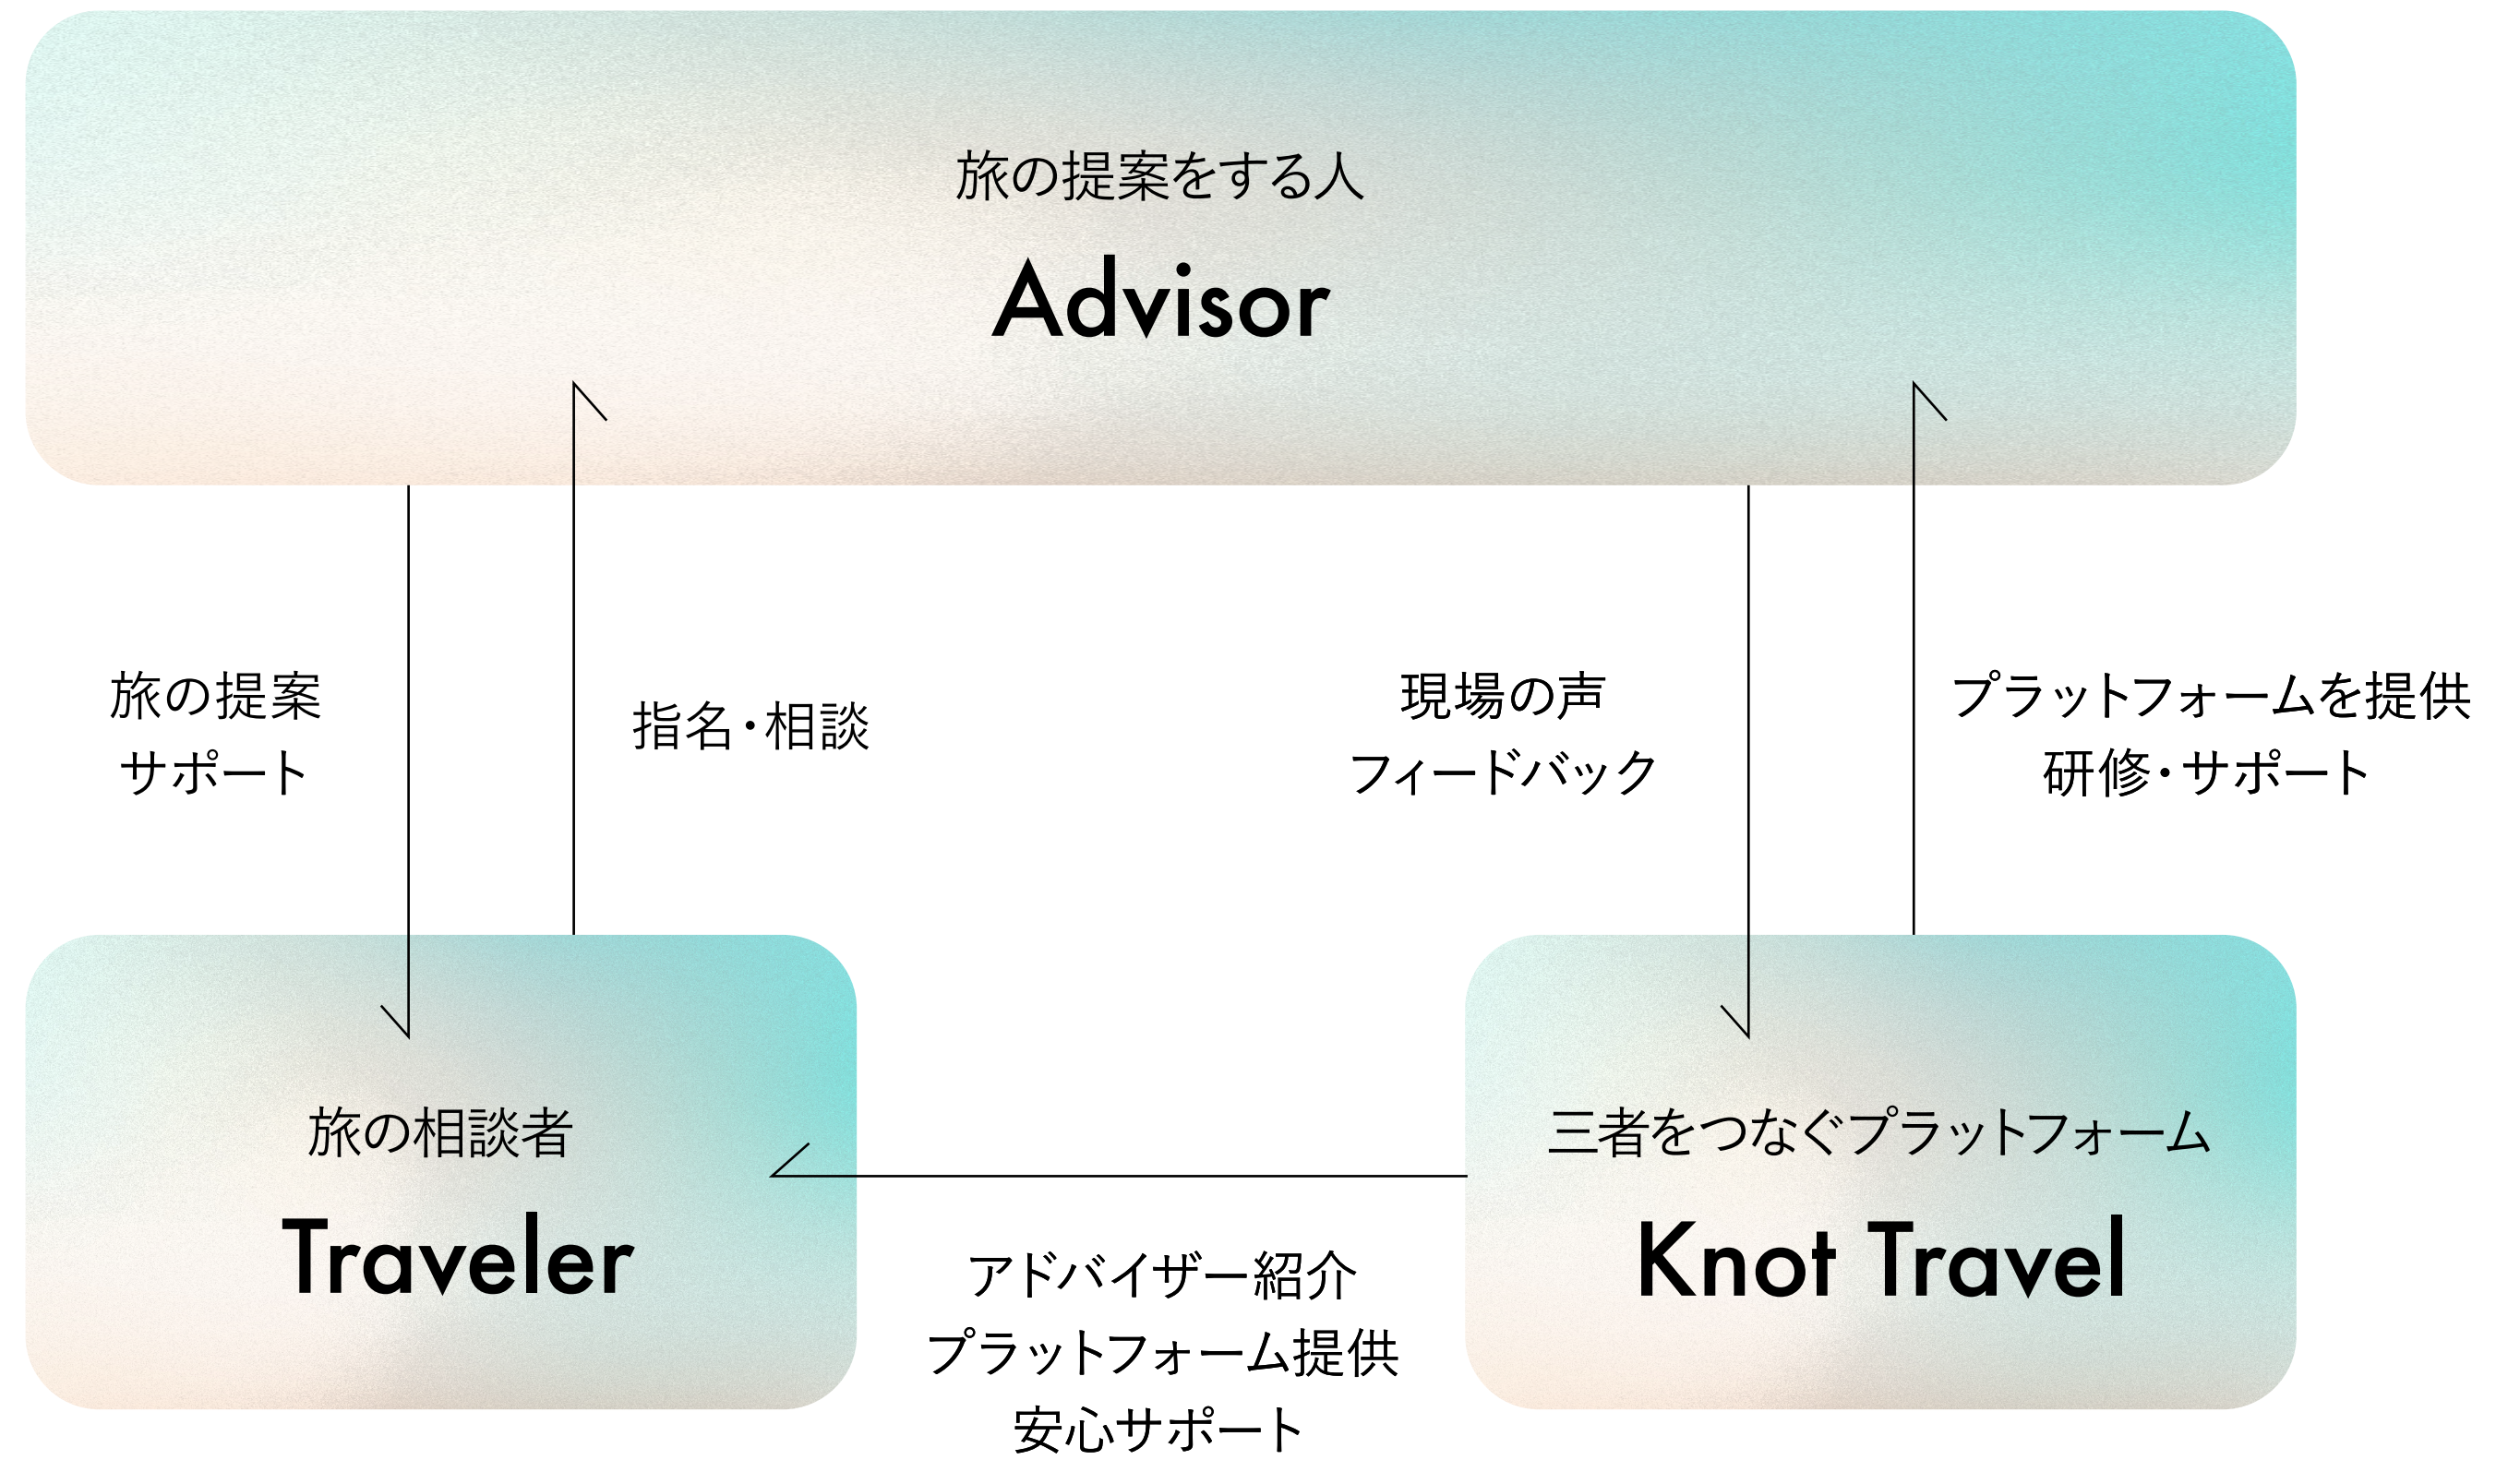 旅の提案をする人
Advisor
旅の提案
サポート
指名・相談
現場の声
フィードバック
プラットフォームを提供
研修・サポート
旅の相談者
Traveler
アドバイザー紹介
プラットフォーム提供
安心サポート
三者をつなぐプラットフォーム
Knot Travel